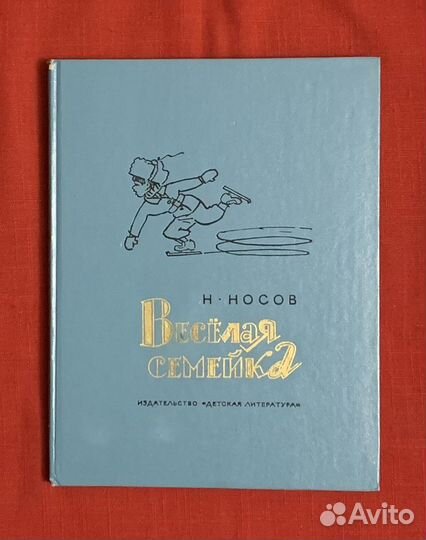 Н · НОСОВ
Весёлая
семейка
ИЗДАТЕЛЬСТВО «ДЕТСКАЯ ЛИТЕРАТУРА»
Avito